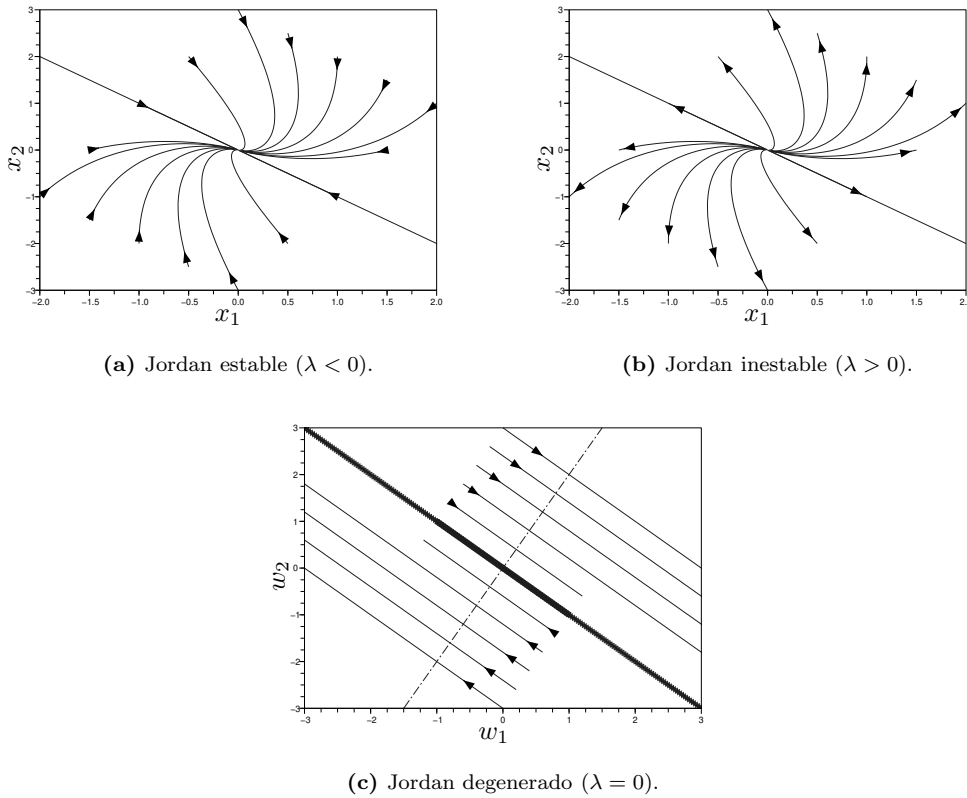 3
3
2
2
1
1
x2
0
x2
0
-1
-1
-2
-2
-3
-3
-2.0 -1.5 -1.0 -0.5 0.0 0.5 1.0 1.5 2.0
-2.0 -1.5 -1.0 -0.5 0.0 0.5 1.0 1.5 2.
x1
x1
(a) Jordan estable (λ < 0).
(b) Jordan inestable (λ > 0).
3
2
1
w2
0
-1
-2
-3
-3 -2 -1 0 1 2 3
w1
(c) Jordan degenerado (λ = 0).